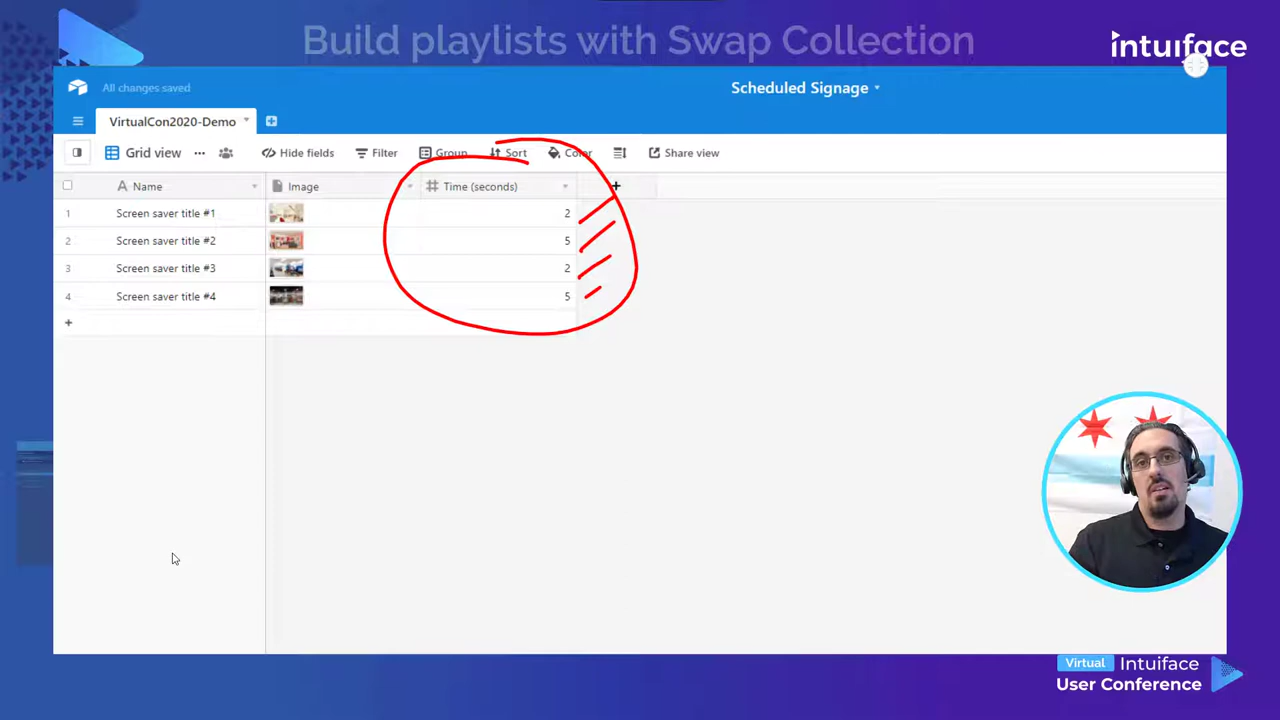 Build playlists with Swap Collection
intuıface
All changes saved
Scheduled Signage
VirtualCon2020-Demo
Grid view
Hide fields
Filter
Group
Sort
Color
Share view
Name
Image
Time (seconds)
1 Screen saver title #1 2
2 Screen saver title #2 5
3 Screen saver title #3 2
4 Screen saver title #4 5
Virtual Intuiface
User Conference